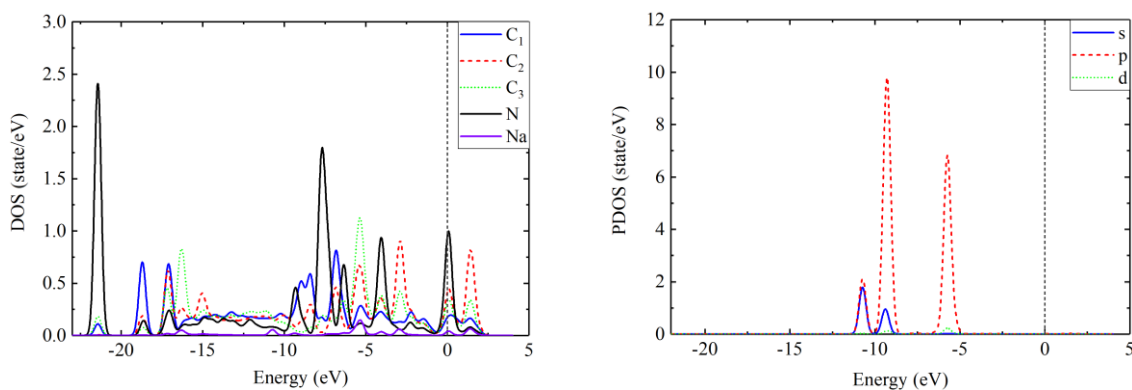 3.0
2.5
2.0
1.5
1.0
0.5
0.0
DOS (state/eV)
-20
-15
-10
-5
0
5
Energy (eV)
C₁
C₂
C₃
N
Na
12
10
8
6
4
2
0
PDOS (state/eV)
-20
-15
-10
-5
0
5
Energy (eV)
s
p
d